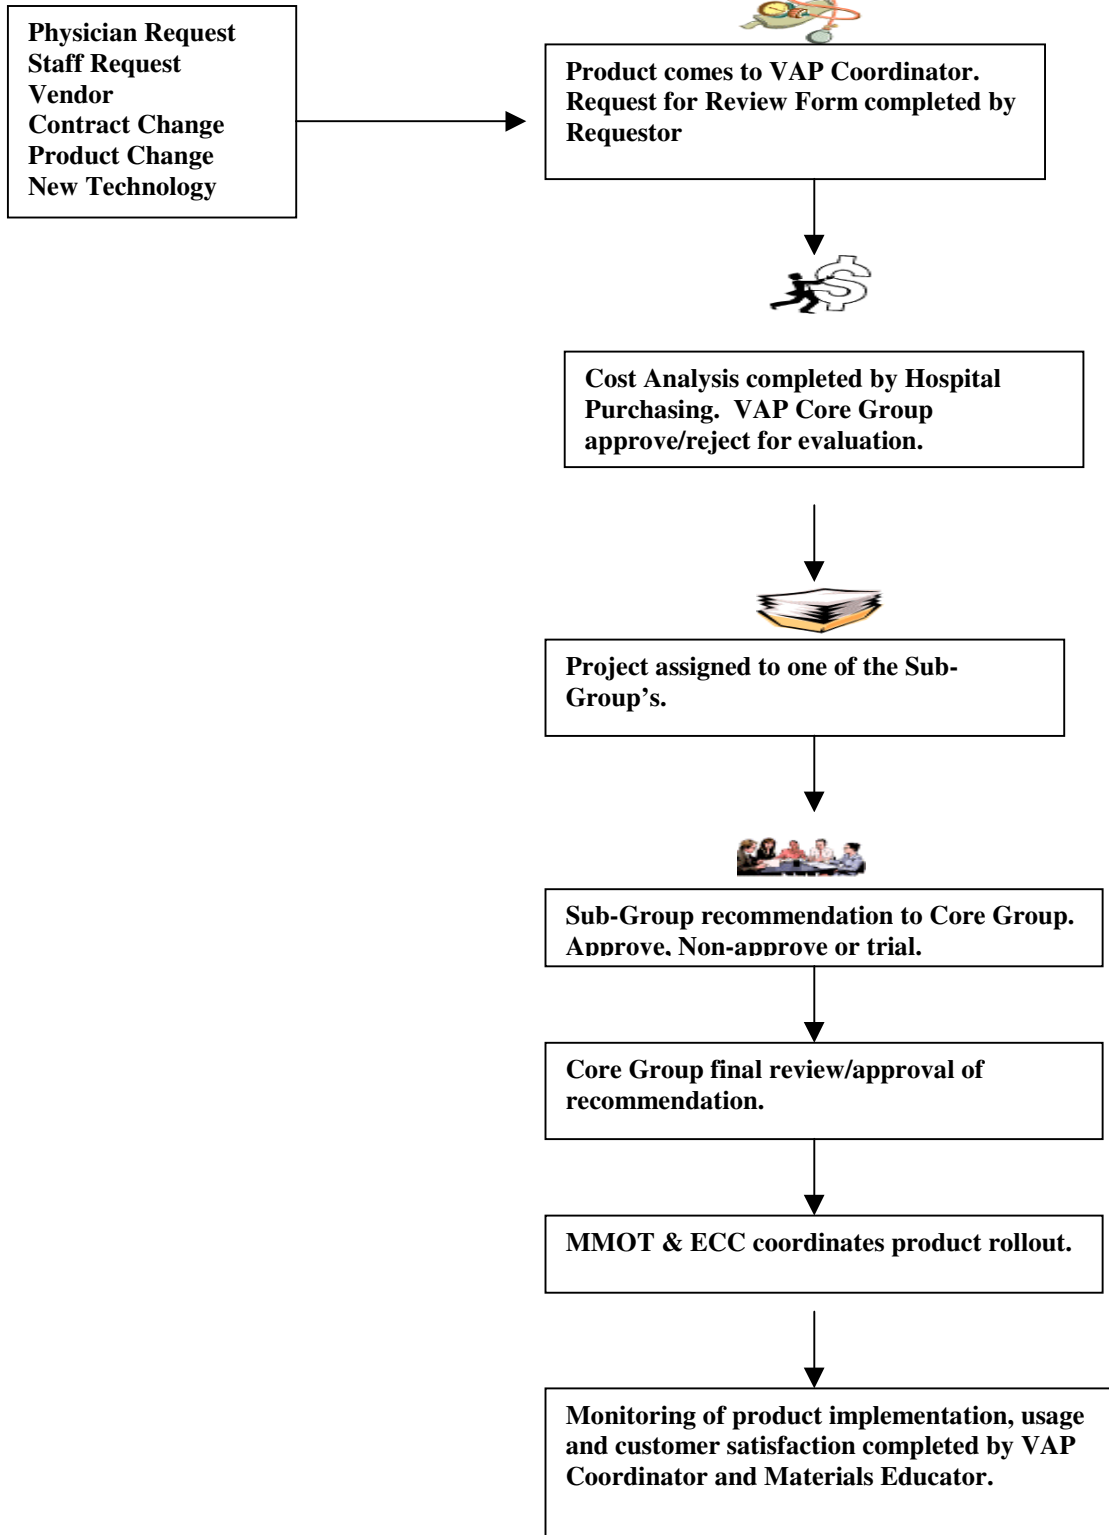 Physician Request
Staff Request
Vendor
Contract Change
Product Change
New Technology
Product comes to VAP Coordinator.
Request for Review Form completed by
Requestor
$
Cost Analysis completed by Hospital
Purchasing.  VAP Core Group
approve/reject for evaluation.
Project assigned to one of the Sub-
Group’s.
Sub-Group recommendation to Core Group.
Approve, Non-approve or trial.
Core Group final review/approval of
recommendation.
MMOT & ECC coordinates product rollout.
Monitoring of product implementation, usage
and customer satisfaction completed by VAP
Coordinator and Materials Educator.